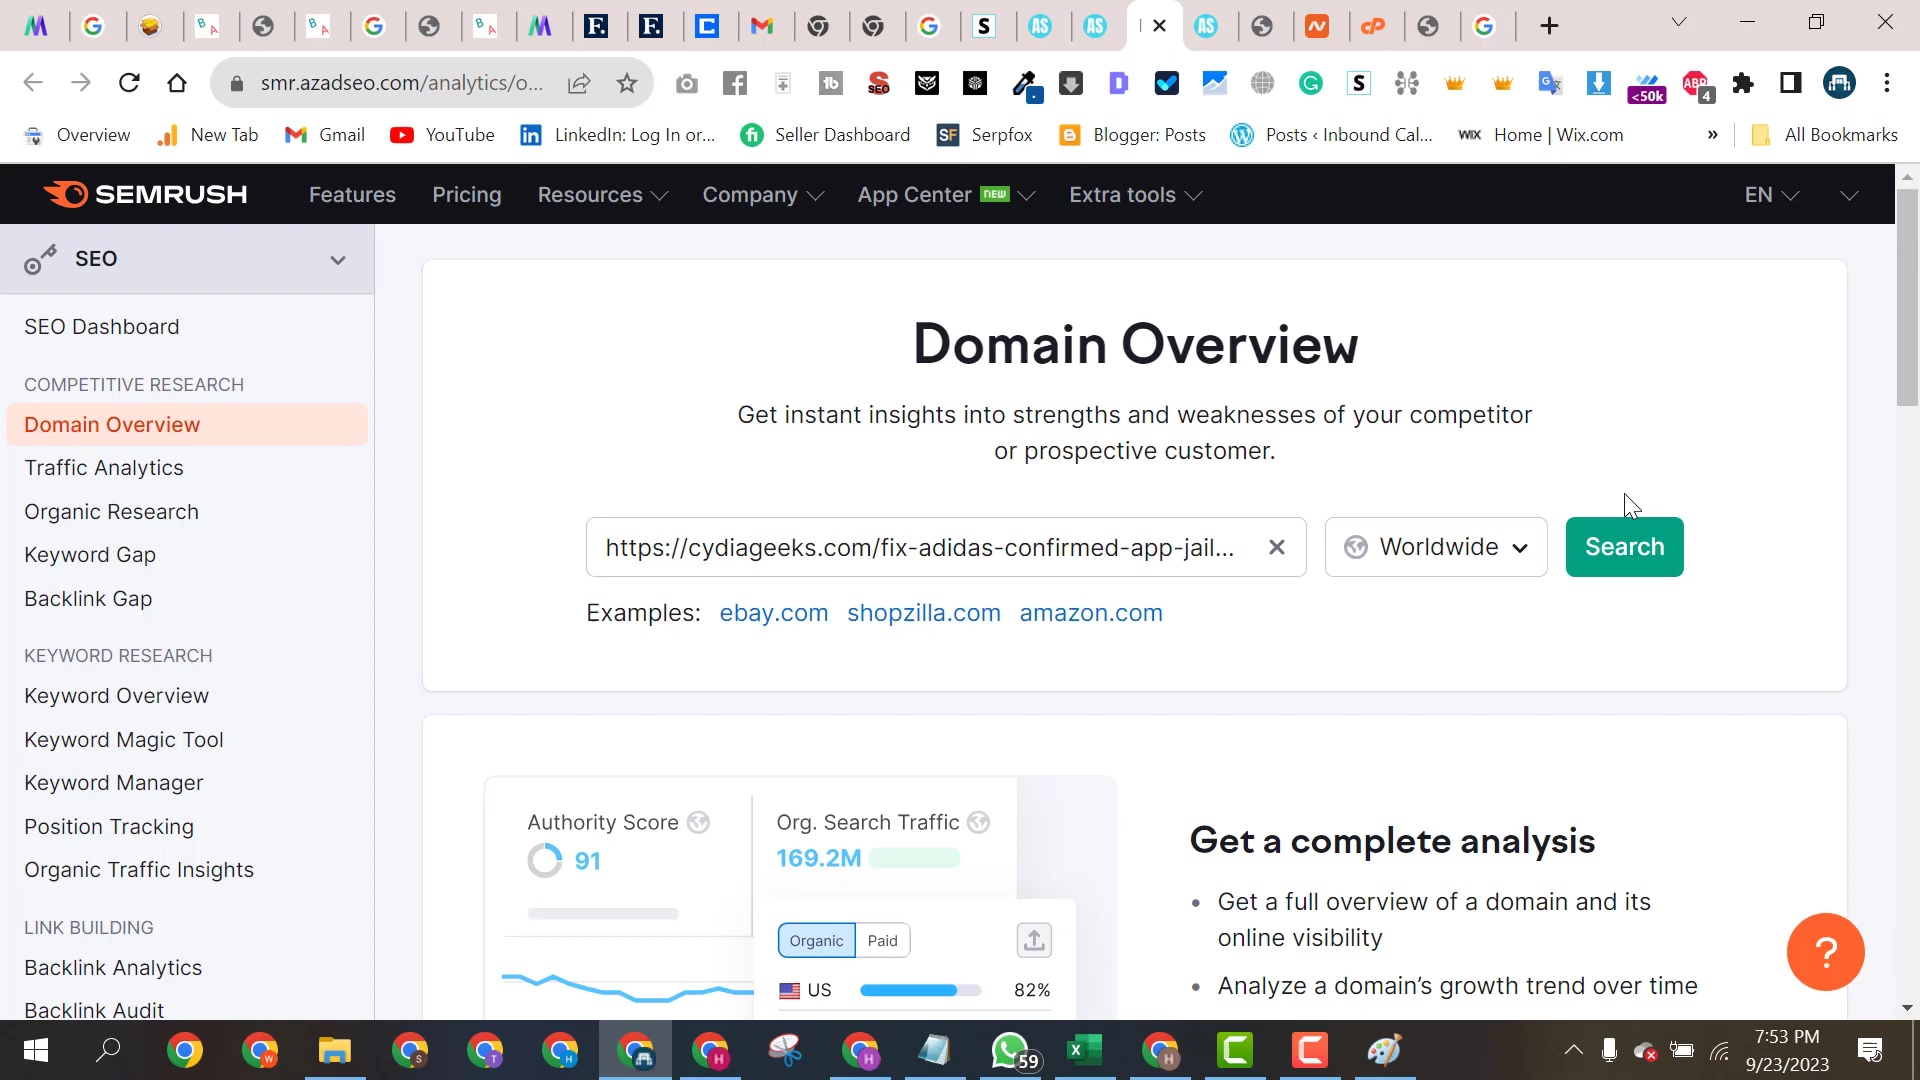 smr.azadseo.com/analytics/o...
<50k
ABP
4
Overview
New Tab
Gmail
YouTube
LinkedIn: Log In or...
Seller Dashboard
SF Serpfox
Blogger: Posts
Posts ‹ Inbound Cal...
WIX Home | Wix.com
»
All Bookmarks
SEMRUSH
Features
Pricing
Resources
Company
App Center NEW
Extra tools
EN
SEO
SEO Dashboard
COMPETITIVE RESEARCH
Domain Overview
Traffic Analytics
Organic Research
Keyword Gap
Backlink Gap
KEYWORD RESEARCH
Keyword Overview
Keyword Magic Tool
Keyword Manager
Position Tracking
Organic Traffic Insights
LINK BUILDING
Backlink Analytics
Backlink Audit
Domain Overview
Get instant insights into strengths and weaknesses of your competitor
or prospective customer.
https://cydiageeks.com/fix-adidas-confirmed-app-jail...
Worldwide
Search
Examples: ebay.com shopzilla.com amazon.com
Authority Score
91
Org. Search Traffic
169.2M
Organic
Paid
US
82%
Get a complete analysis
• Get a full overview of a domain and its
online visibility
• Analyze a domain's growth trend over time
?
59
7:53 PM
9/23/2023